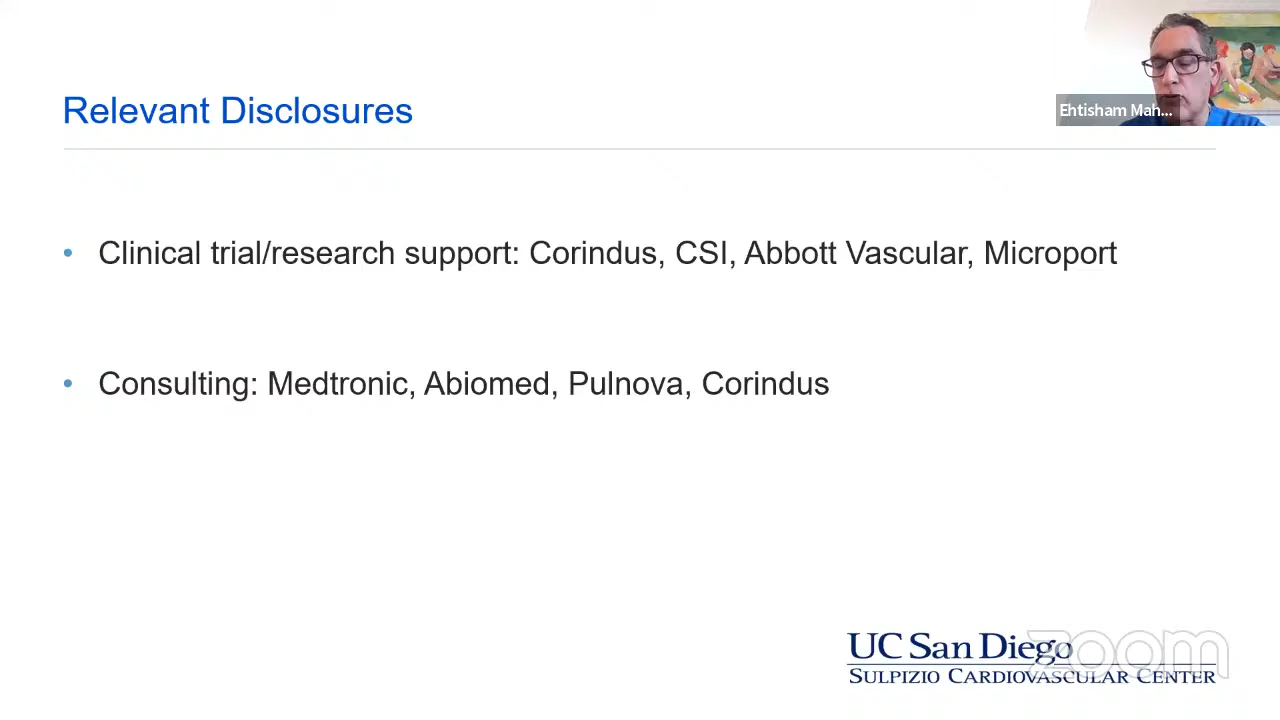 Relevant Disclosures
Ehtisham Mah...
• Clinical trial/research support: Corindus, CSI, Abbott Vascular, Microport
• Consulting: Medtronic, Abiomed, Pulnova, Corindus
UC San Diego
SULPIZIO CARDIOVASCULAR CENTER
zoom